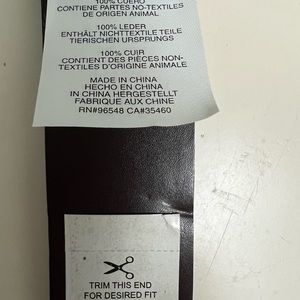 100% CUERO
CONTIENE PARTES NO-TEXTILES
DE ORIGEN ANIMAL
100% LEDER
ENTHÄLT NICHTTEXTILE TEILE
TIERISCHEN URSPRUNGS
100% CUIR
CONTIENT DES PIÈCES NON-
TEXTILES D'ORIGINE ANIMALE
MADE IN CHINA
HECHO EN CHINA
IN CHINA HERGESTELLT
FABRIQUE AUX CHINE
RN#96548 CA#35460
TRIM THIS END
FOR DESIRED FIT